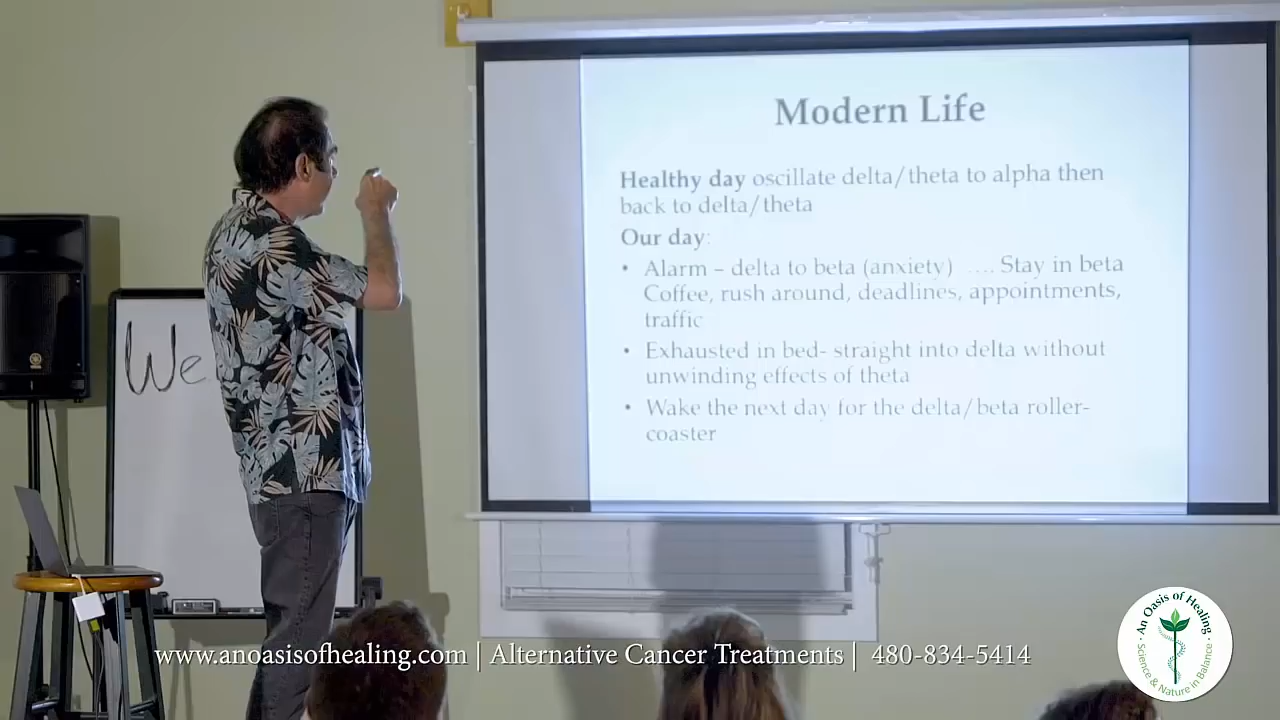 Modern Life
Healthy day oscillate delta/theta to alpha then
back to delta/theta
Our day:
• Alarm – delta to beta (anxiety) .... Stay in beta
Coffee, rush around, deadlines, appointments,
traffic
• Exhausted in bed- straight into delta without
unwinding effects of theta
• Wake the next day for the delta/beta roller-
coaster
We
www.anoasisofhealing.com | Alternative Cancer Treatments | 480-834-5414
An Oasis of Healing
Science & Nature in Balance